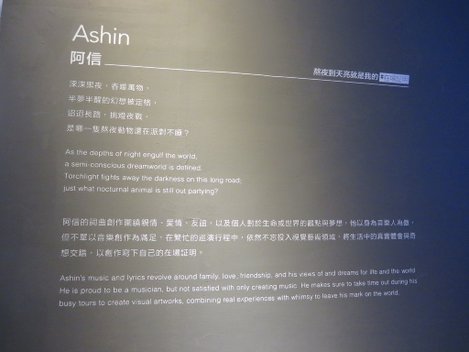 Ashin
阿信
熬夜到天亮就是我的
深深黑夜，吞噬萬物，
半夢半醒的幻想被定格，
迢迢長路，挑燈夜戰，
是哪一隻熬夜動物還在派對不睡？
As the depths of night engulf the world,
a semi-conscious dreamworld is defined.
Torchlight fights away the darkness on this long road;
just what nocturnal animal is still out partying?
阿信的詞曲創作圍繞親情、愛情、友誼，以及個人對於生命或世界的觀點與夢想，他以身為音樂人為傲，
但不單以音樂創作為滿足，在繁忙的巡演行程中，依然不忘投入視覺藝術領域，將生活中的真實體會與奇
想交錯，以創作寫下自己的在場証明。
Ashin's music and lyrics revolve around family, love, friendship, and his views of and dreams for life and the world.
He is proud to be a musician, but not satisfied with only creating music. He makes sure to take time out during his
busy tours to create visual artworks, combining real experiences with whimsy to leave his mark on the world.